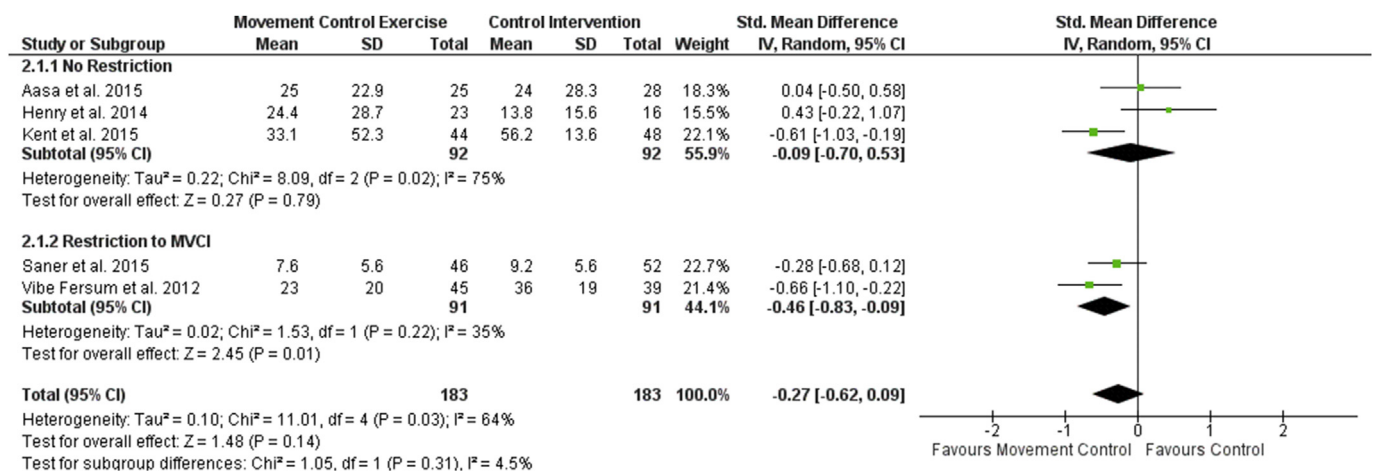 Movement Control Exercise Control Intervention Std. Mean Difference Std. Mean Difference
Study or Subgroup Mean SD Total Mean SD Total Weight IV, Random, 95% CI IV, Random, 95% CI
2.1.1 No Restriction
Aasa et al. 2015 25 22.9 25 24 28.3 28 18.3% 0.04 [-0.50, 0.58]
Henry et al. 2014 24.4 28.7 23 13.8 15.6 16 15.5% 0.43 [-0.22, 1.07]
Kent et al. 2015 33.1 52.3 44 56.2 13.6 48 22.1% -0.61 [-1.03, -0.19]
Subtotal (95% CI) 92 92 55.9% -0.09 [-0.70, 0.53]
Heterogeneity: Tau² = 0.22; Chi² = 8.09, df = 2 (P = 0.02); I² = 75%
Test for overall effect: Z = 0.27 (P = 0.79)
2.1.2 Restriction to MVCI
Saner et al. 2015 7.6 5.6 46 9.2 5.6 52 22.7% -0.28 [-0.68, 0.12]
Vibe Fersum et al. 2012 23 20 45 36 19 39 21.4% -0.66 [-1.10, -0.22]
Subtotal (95% CI) 91 91 44.1% -0.46 [-0.83, -0.09]
Heterogeneity: Tau² = 0.02; Chi² = 1.53, df = 1 (P = 0.22); I² = 35%
Test for overall effect: Z = 2.45 (P = 0.01)
Total (95% CI) 183 183 100.0% -0.27 [-0.62, 0.09]
Heterogeneity: Tau² = 0.10; Chi² = 11.01, df = 4 (P = 0.03); I² = 64%
Test for overall effect: Z = 1.48 (P = 0.14)
Test for subgroup differences: Chi² = 1.05, df = 1 (P = 0.31), I² = 4.5%
-2 -1 0 1 2
Favours Movement Control Favours Control